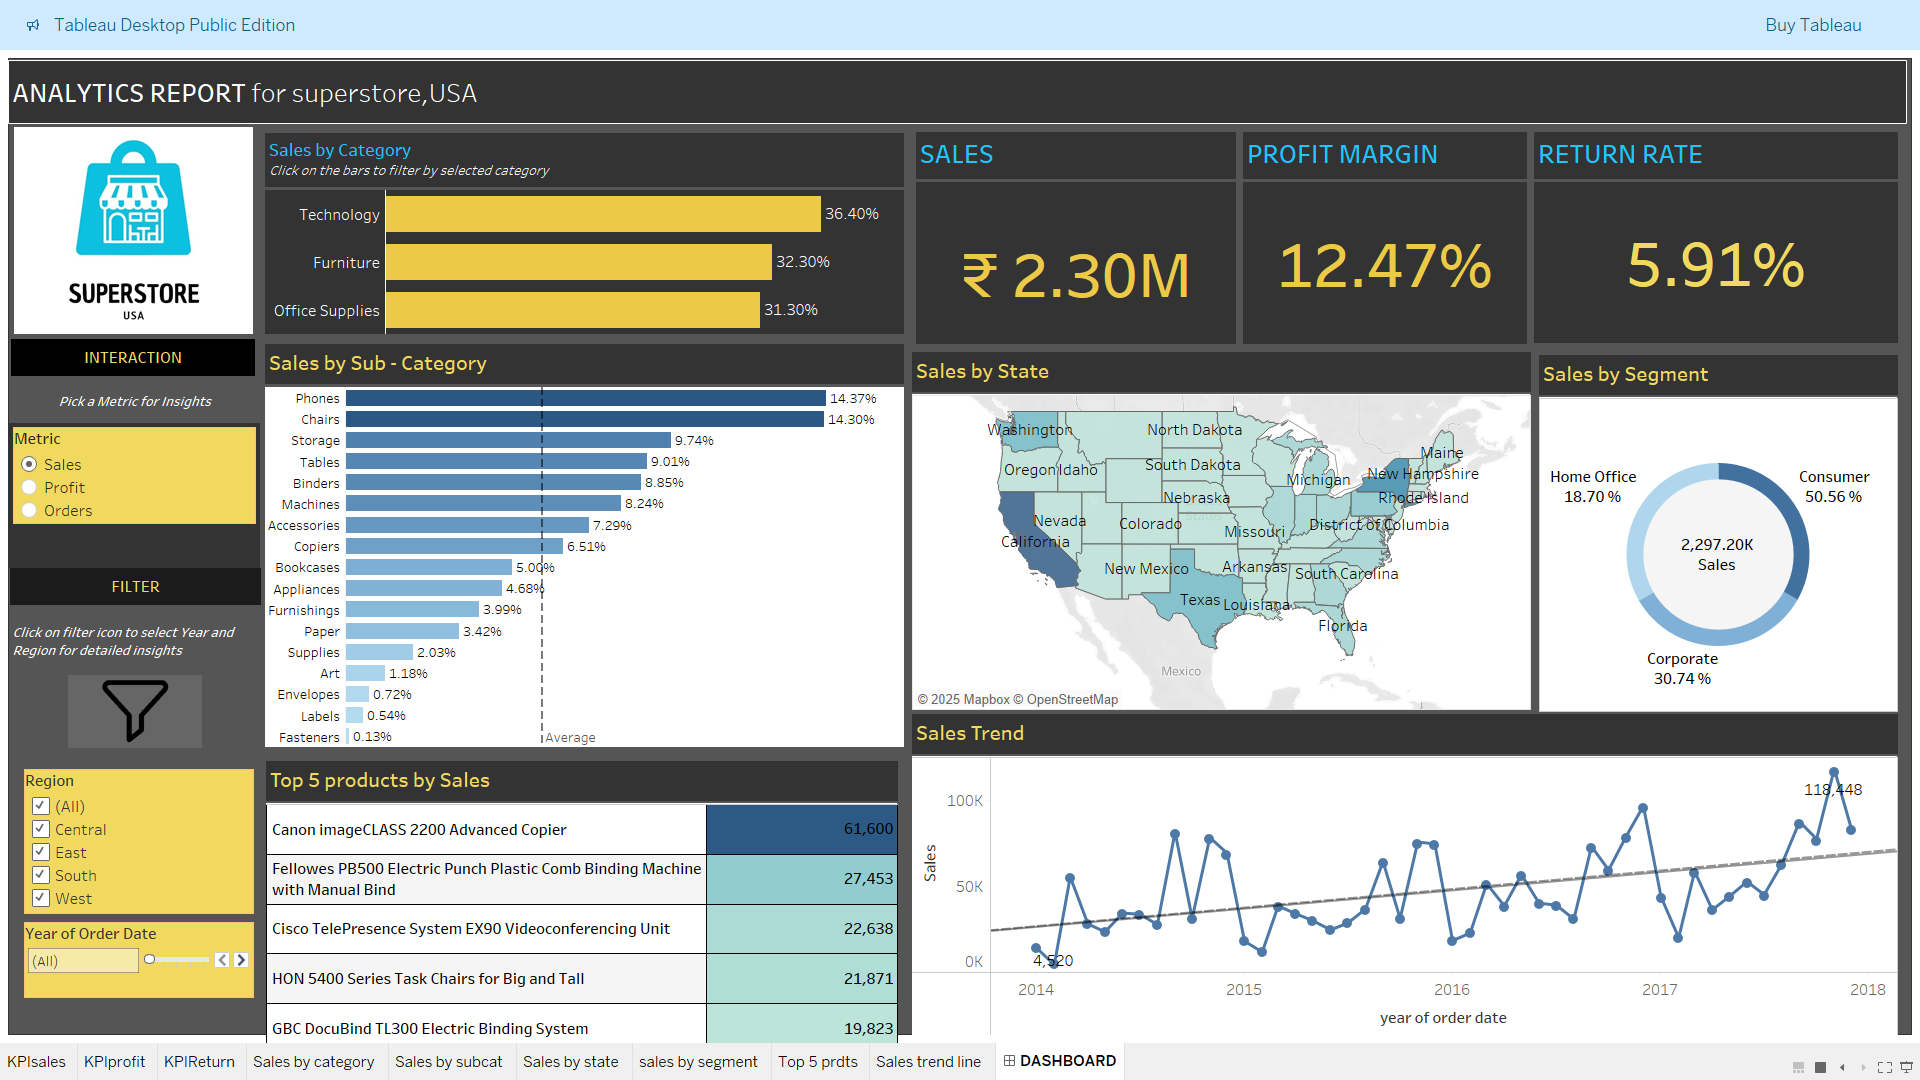 Tableau Desktop Public Edition
Buy Tableau
ANALYTICS REPORT for superstore,USA
SUPERSTORE
USA
INTERACTION
Pick a Metric for Insights
Metric
Sales
Profit
Orders
FILTER
Click on filter icon to select Year and
Region for detailed insights
Region
(All)
Central
East
South
West
Year of Order Date
(All)
Sales by Category
Click on the bars to filter by selected category
Technology 36.40%
Furniture 32.30%
Office Supplies 31.30%
Sales by Sub - Category
Phones 14.37%
Chairs 14.30%
Storage 9.74%
Tables 9.01%
Binders 8.85%
Machines 8.24%
Accessories 7.29%
Copiers 6.51%
Bookcases 5.00%
Appliances 4.68%
Furnishings 3.99%
Paper 3.42%
Supplies 2.03%
Art 1.18%
Envelopes 0.72%
Labels 0.54%
Fasteners 0.13%
Average
Top 5 products by Sales
Canon imageCLASS 2200 Advanced Copier 61,600
Fellowes PB500 Electric Punch Plastic Comb Binding Machine
with Manual Bind 27,453
Cisco TelePresence System EX90 Videoconferencing Unit 22,638
HON 5400 Series Task Chairs for Big and Tall 21,871
GBC DocuBind TL300 Electric Binding System 19,823
SALES
₹ 2.30M
PROFIT MARGIN
12.47%
RETURN RATE
5.91%
Sales by State
Washington
North Dakota
Maine
Oregon
Idaho
South Dakota
Michigan
New Hampshire
Nebraska
Rhode Island
Nevada
Colorado
Missouri
District of Columbia
California
New Mexico
Arkansas
South Carolina
Texas
Louisiana
Florida
Mexico
© 2025 Mapbox © OpenStreetMap
Sales by Segment
Home Office
18.70 %
Consumer
50.56 %
2,297.20K
Sales
Corporate
30.74 %
Sales Trend
Sales
100K
50K
0K
118,448
4,520
2014 2015 2016 2017 2018
year of order date
KPIsales KPIprofit KPIReturn Sales by category Sales by subcat Sales by state sales by segment Top 5 prdts Sales trend line DASHBOARD